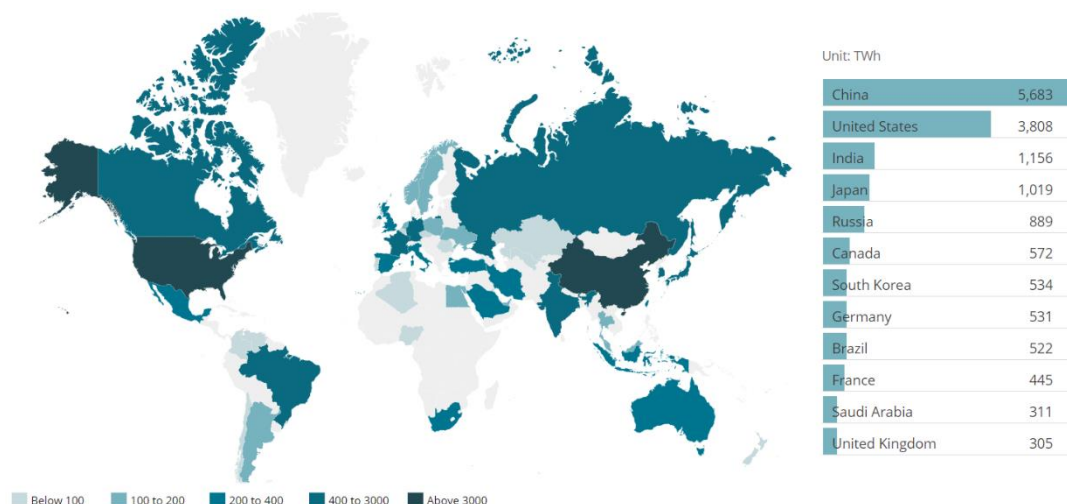 Unit: TWh
China 5,683
United States 3,808
India 1,156
Japan 1,019
Russia 889
Canada 572
South Korea 534
Germany 531
Brazil 522
France 445
Saudi Arabia 311
United Kingdom 305
Below 100 100 to 200 200 to 400 400 to 3000 Above 3000